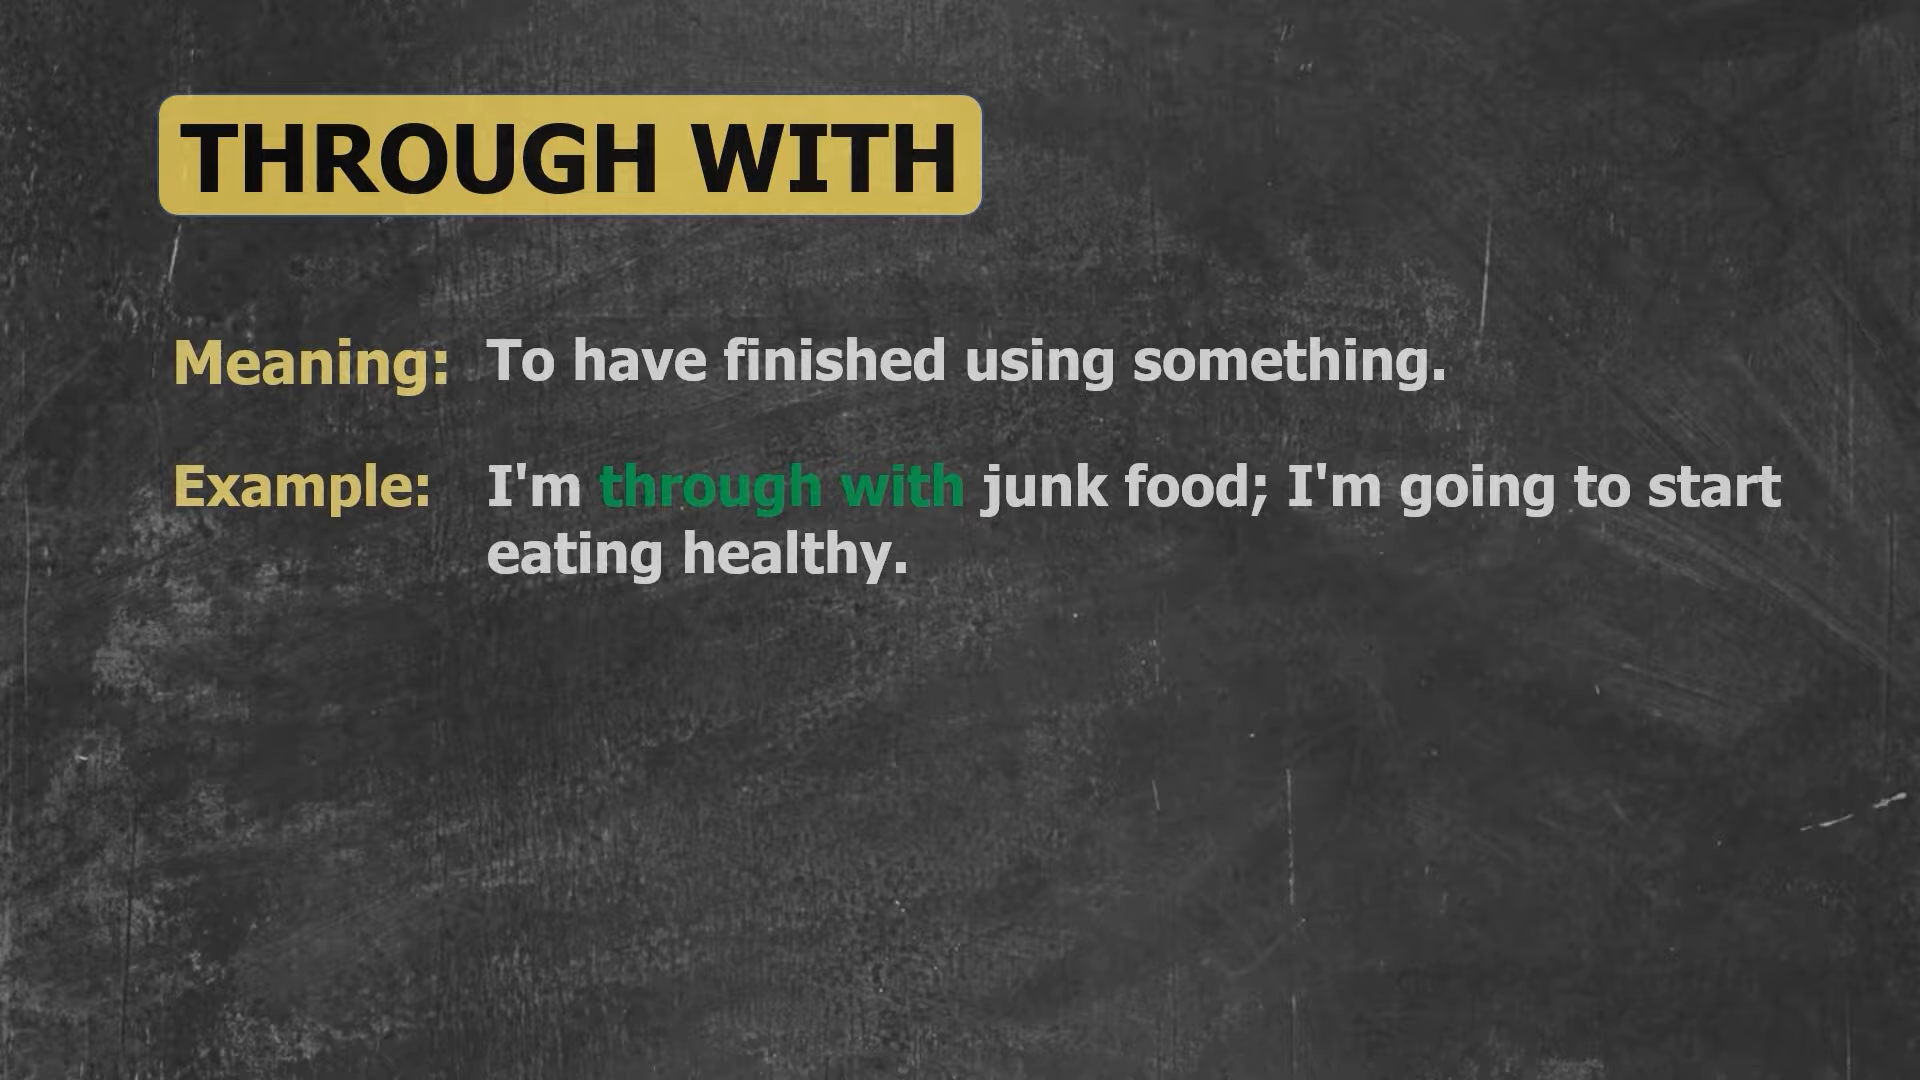 THROUGH WITH
Meaning: To have finished using something.
Example: I'm through with junk food; I'm going to start
eating healthy.